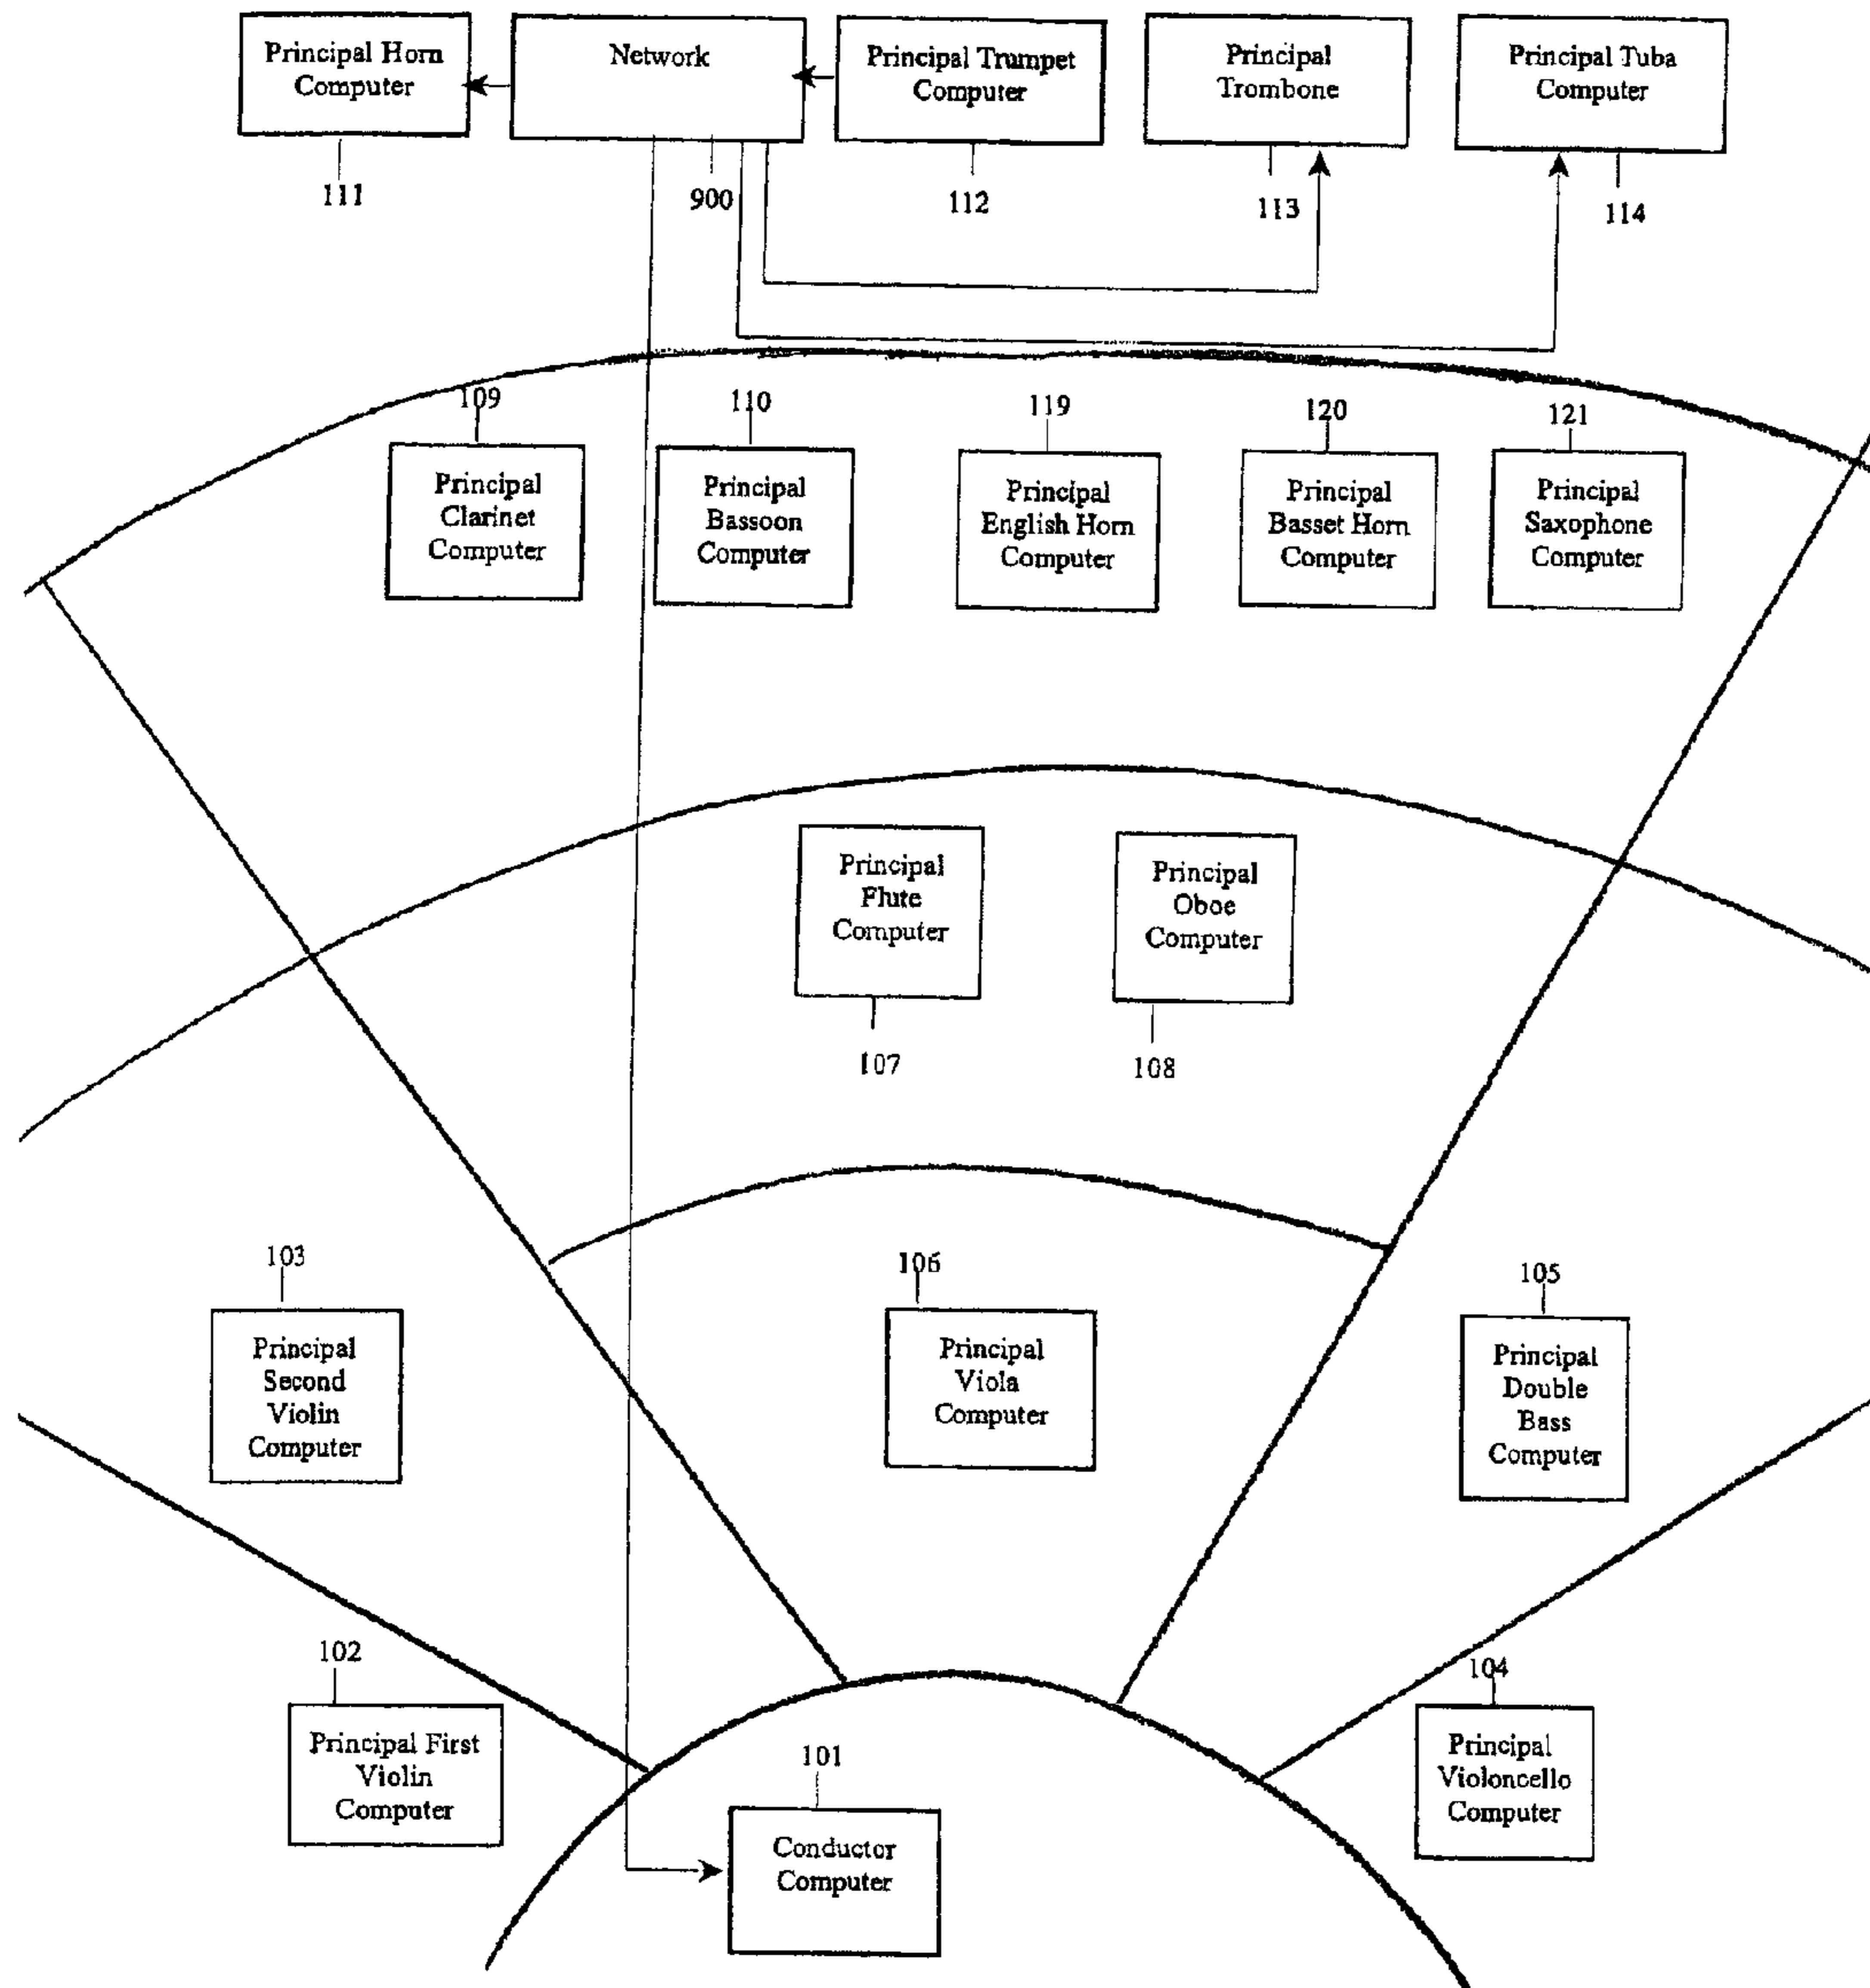 Principal Horn
Computer
Network
Principal Trumpet
Computer
Principal
Trombone
Principal Tuba
Computer
111
900
112
113
114
109
110
119
120
121
Principal
Clarinet
Computer
Principal
Bassoon
Computer
Principal
English Horn
Computer
Principal
Basset Horn
Computer
Principal
Saxophone
Computer
Principal
Flute
Computer
Principal
Oboe
Computer
107
108
103
106
105
Principal
Second
Violin
Computer
Principal
Viola
Computer
Principal
Double
Bass
Computer
102
104
Principal First
Violin
Computer
101
Conductor
Computer
Principal
Violoncello
Computer